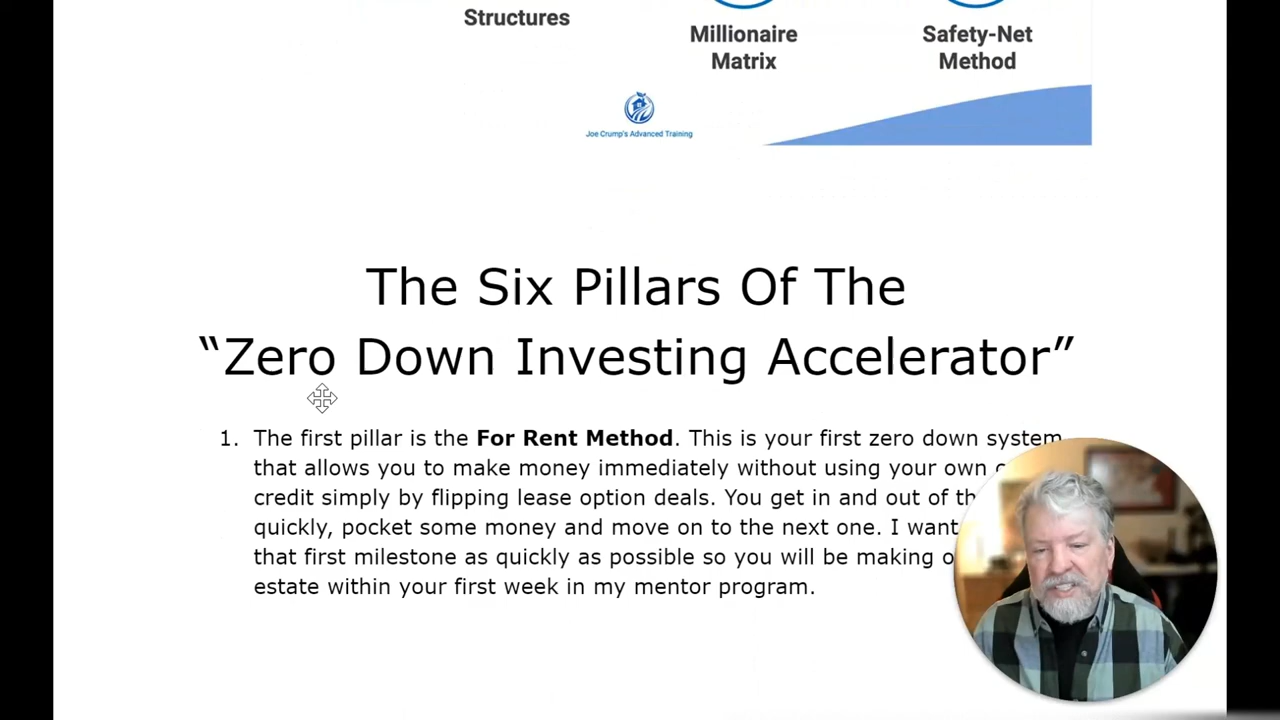 Structures
Millionaire
Matrix
Safety-Net
Method
Joe Crump's Advanced Training
The Six Pillars Of The
“Zero Down Investing Accelerator”
1. The first pillar is the For Rent Method. This is your first zero down system
that allows you to make money immediately without using your own
credit simply by flipping lease option deals. You get in and out of
quickly, pocket some money and move on to the next one. I want
that first milestone as quickly as possible so you will be making
estate within your first week in my mentor program.